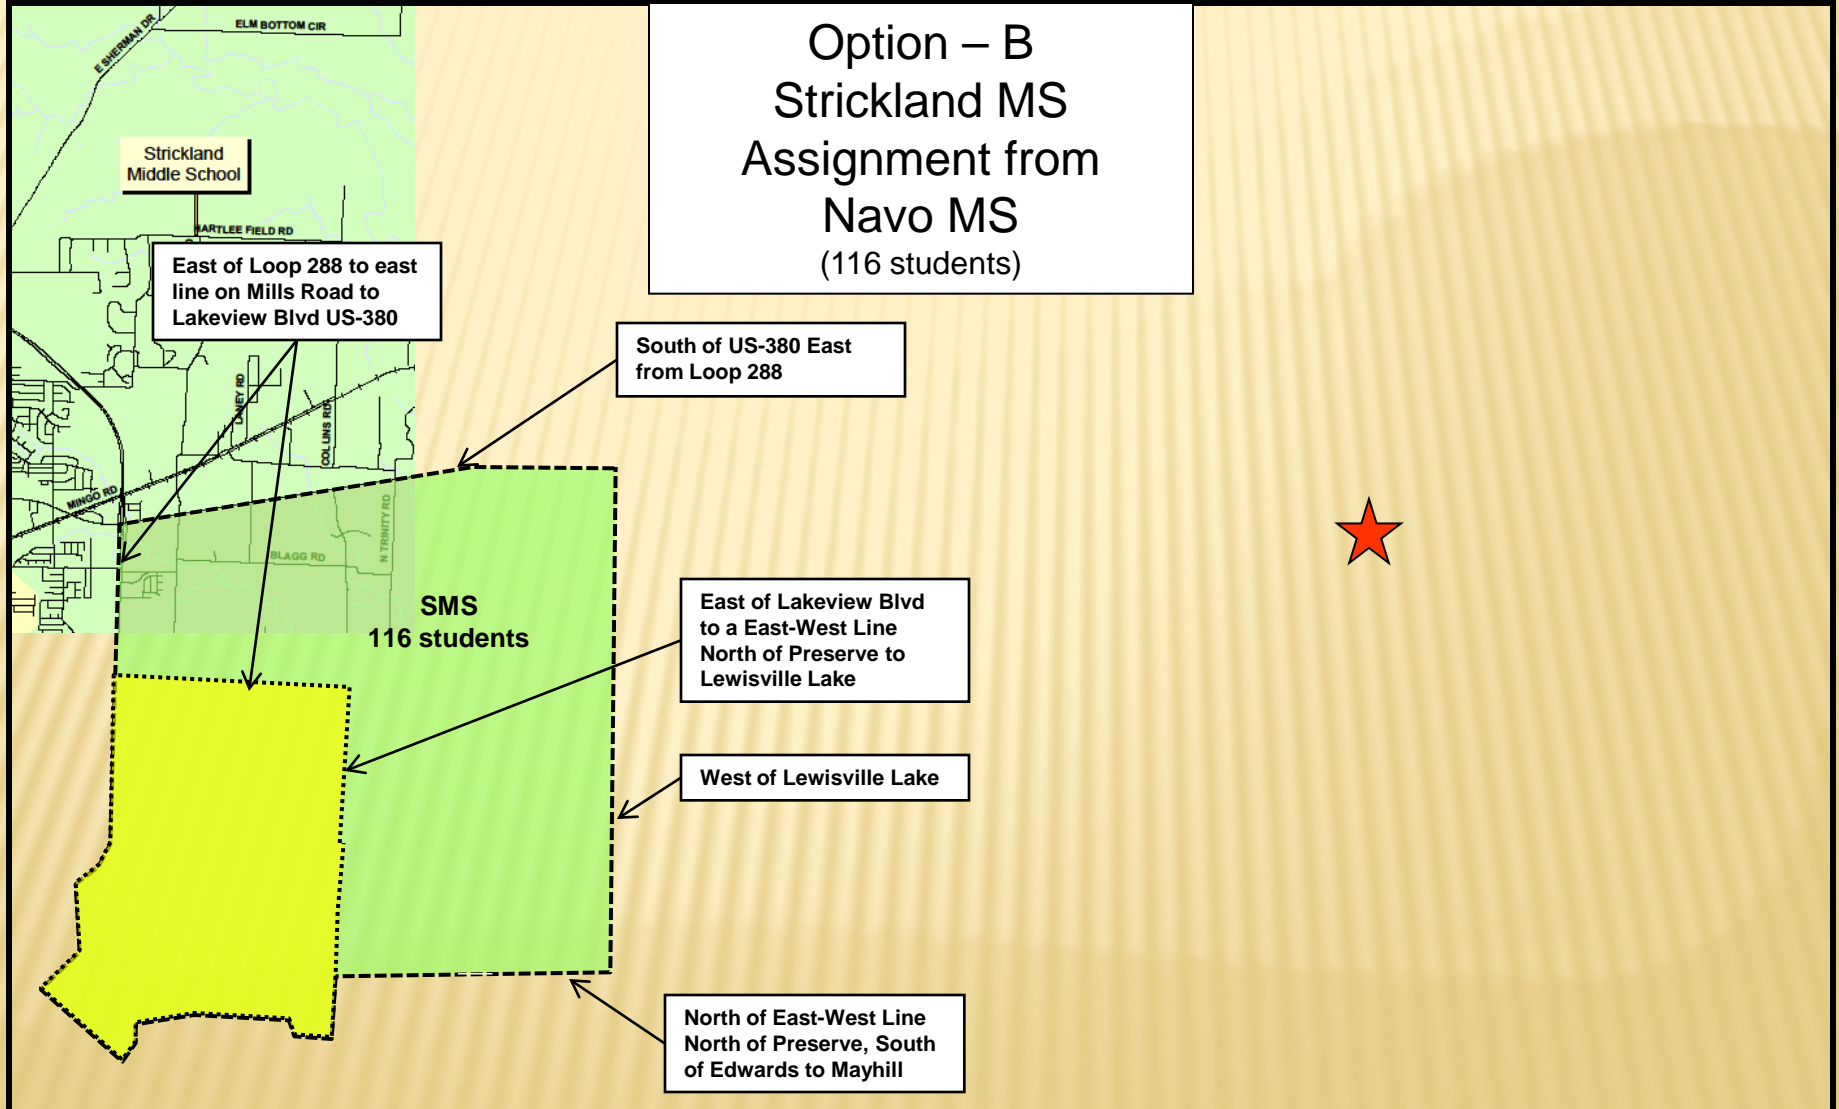 Option – B
Strickland MS
Assignment from
Navo MS
(116 students)
ELM BOTTOM CIR
E SHERMAN DR
Strickland
Middle School
HARTLEE FIELD RD
East of Loop 288 to east
line on Mills Road to
Lakeview Blvd US-380
South of US-380 East
from Loop 288
LANEY RD
COLLINS RD
MINGO RD
N TRINITY RD
BLAGG RD
SMS
116 students
East of Lakeview Blvd
to a East-West Line
North of Preserve to
Lewisville Lake
West of Lewisville Lake
North of East-West Line
North of Preserve, South
of Edwards to Mayhill